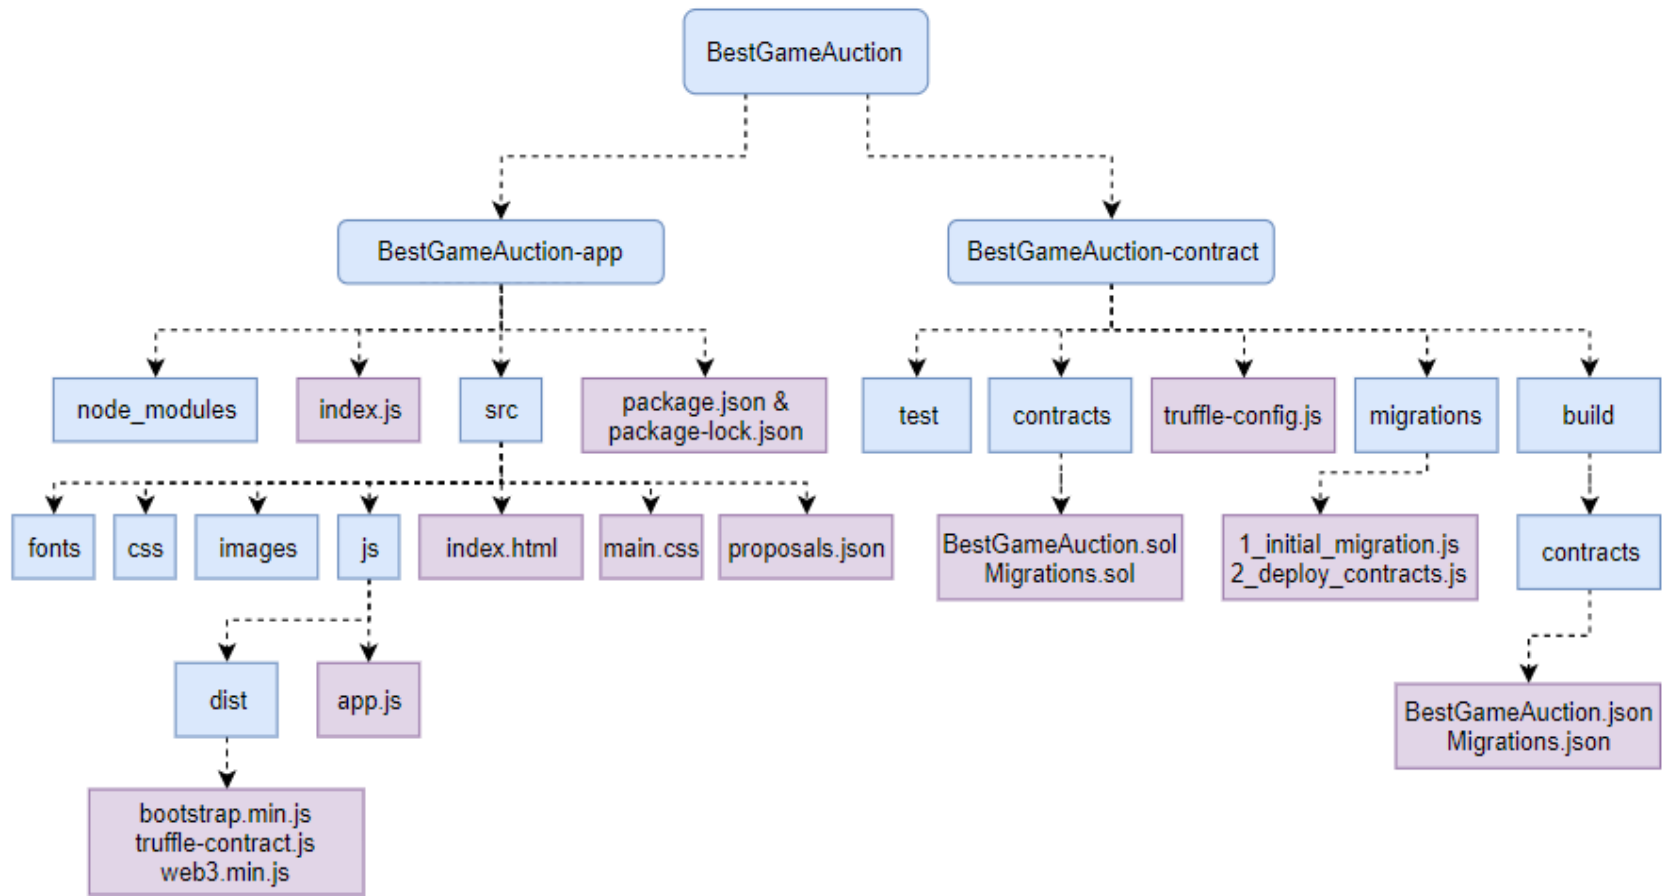 BestGameAuction
BestGameAuction-app
BestGameAuction-contract
node_modules
index.js
src
package.json &
package-lock.json
test
contracts
truffle-config.js
migrations
build
fonts
css
images
js
index.html
main.css
proposals.json
BestGameAuction.sol
Migrations.sol
1_initial_migration.js
2_deploy_contracts.js
contracts
dist
app.js
BestGameAuction.json
Migrations.json
bootstrap.min.js
truffle-contract.js
web3.min.js